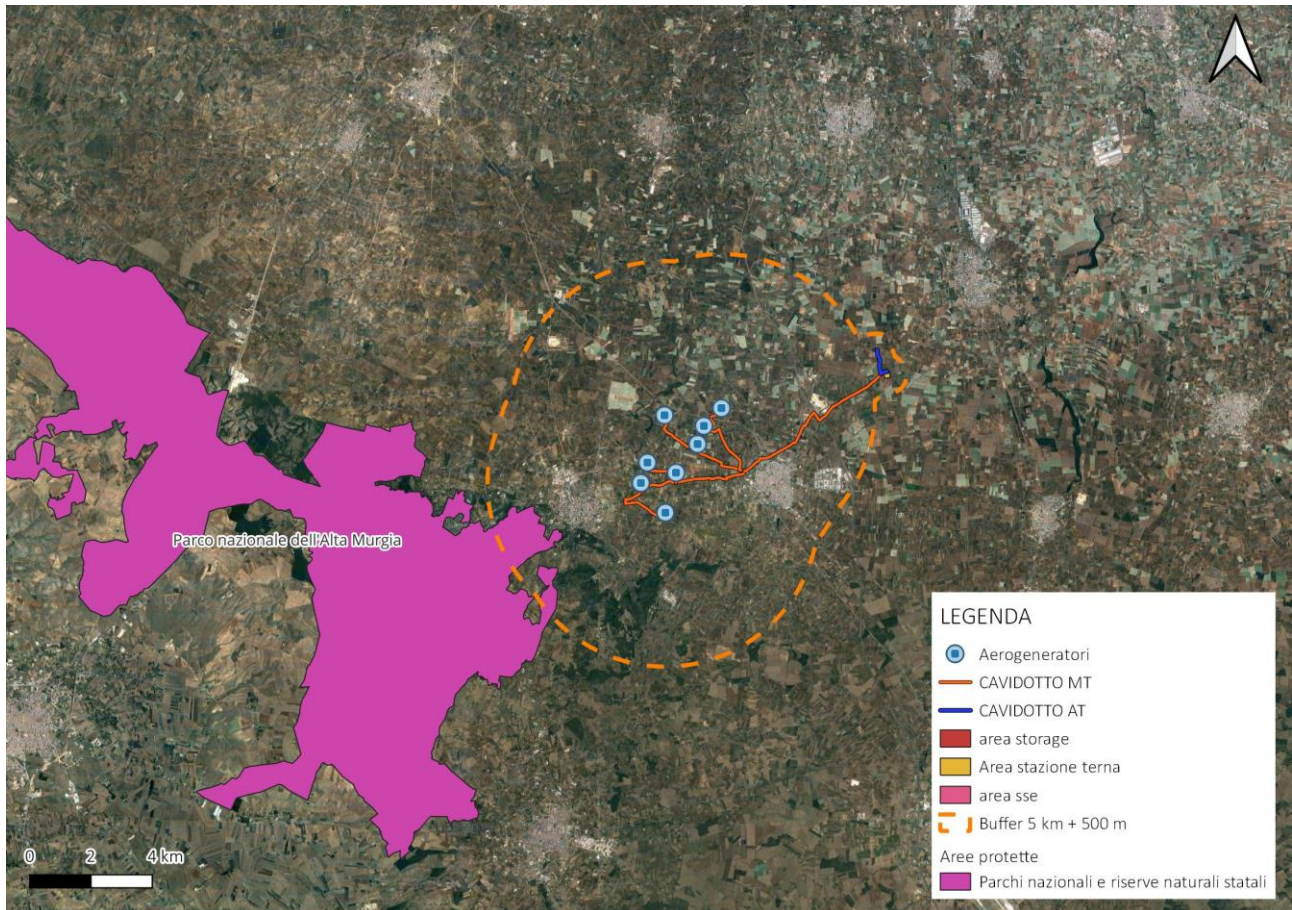 Parco nazionale dell'Alta Murgia
0 2 4 km
LEGENDA
Aerogeneratori
CAVIDOTTO MT
CAVIDOTTO AT
area storage
Area stazione terna
area sse
Buffer 5 km + 500 m
Aree protette
Parchi nazionali e riserve naturali statali